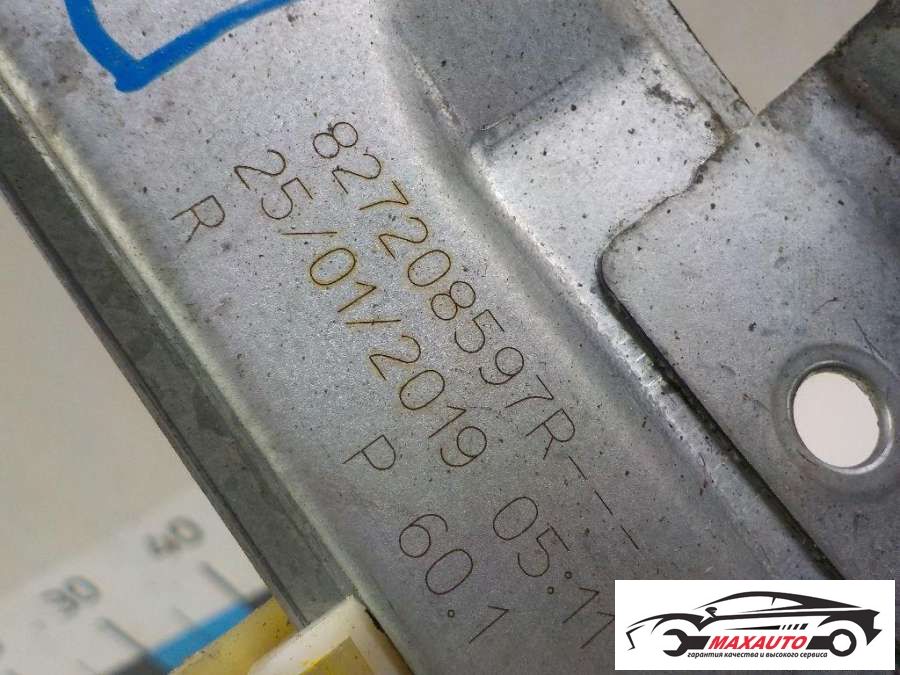 827208597R---
25/01/2019 05:11
R P 60.1
30 40
MAXAUTO
гарантия качества и высокого сервиса